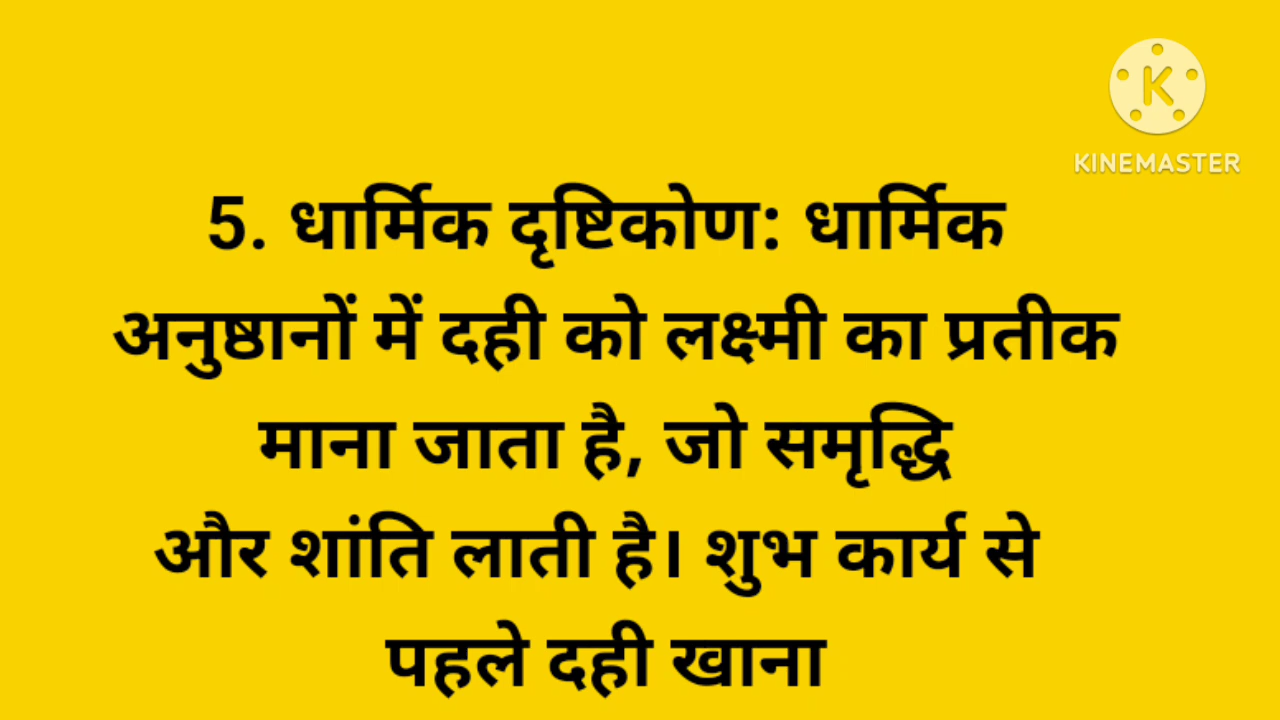 K
KINEMASTER
5. धार्मिक दृष्टिकोण: धार्मिक
अनुष्ठानों में दही को लक्ष्मी का प्रतीक
माना जाता है, जो समृद्धि
और शांति लाती है। शुभ कार्य से
पहले दही खाना